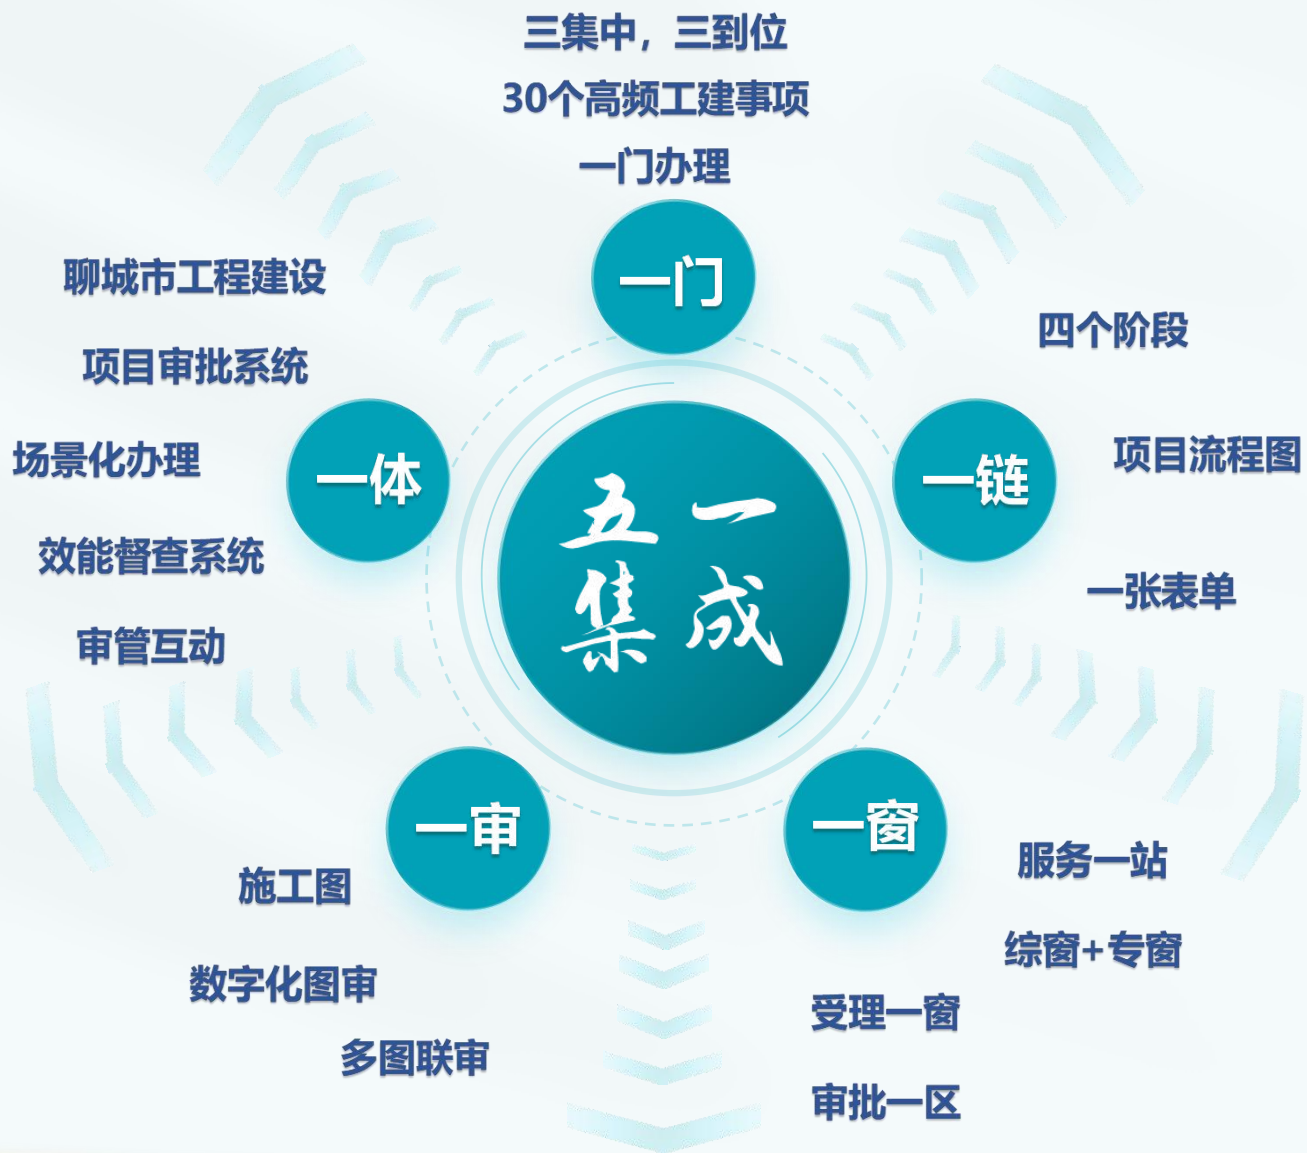 三集中，三到位
30个高频工建事项
一门办理
一门
聊城市工程建设
项目审批系统
场景化办理
效能督查系统
审管互动
一体
四个阶段
项目流程图
一张表单
一链
五一
集成
一审
施工图
数字化图审
多图联审
一窗
服务一站
综窗+专窗
受理一窗
审批一区